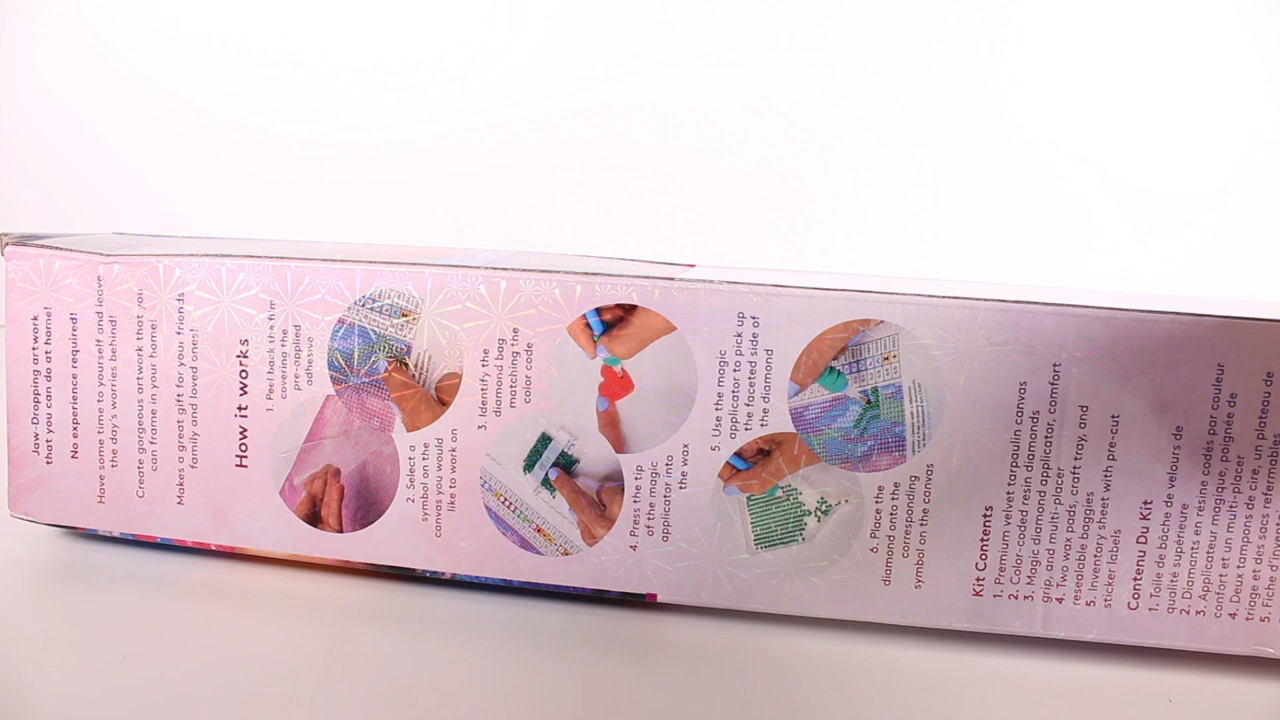 Jaw-Dropping artwork
that you can do at home!
No experience required!
Have some time to yourself and leave
the day's worries behind!
Create gorgeous artwork that you
can frame in your home!
Makes a great gift for your friends
family and loved ones!
How it works
1. Peel back the film
covering the
pre-applied
adhesive
2. Select a
symbol on the
canvas you would
like to work on
3. Identify the
diamond bag
matching the
color code
4. Press the tip
of the magic
applicator into
the wax
5. Use the magic
applicator to pick up
the faceted side of
the diamond
6. Place the
diamond onto the
corresponding
symbol on the canvas
Kit Contents
1. Premium velvet tarpaulin canvas
2. Color-coded resin diamonds
3. Magic diamond applicator, comfort
grip, and multi-placer
4. Two wax pads, craft tray, and
resealable baggies
5. Inventory sheet with pre-cut
sticker labels
Contenu Du Kit
1. Toile de bâche de velours de
qualité supérieure
2. Diamants en résine codés par couleur
3. Applicateur magique, poignée de
confort et un multi-placer
4. Deux tampons de cire, un plateau de
triage et des sacs refermables
5. Fiche d'inven